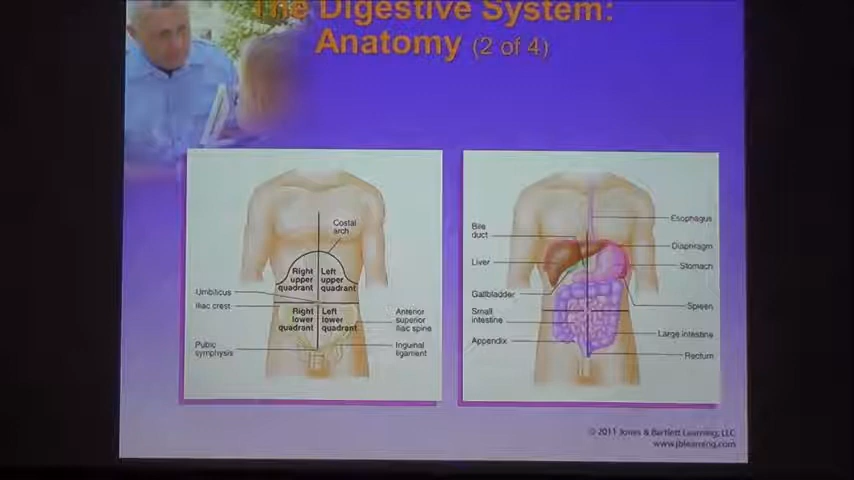 The Digestive System:
Anatomy (2 of 4)
Costal
arch
Right
upper
quadrant
Left
upper
quadrant
Umbilicus
Iliac crest
Right
lower
quadrant
Left
lower
quadrant
Anterior
superior
iliac spine
Pubic
symphysis
Inguinal
ligament
Bile
duct
Liver
Gallbladder
Small
intestine
Appendix
Esophagus
Diaphragm
Stomach
Spleen
Large intestine
Rectum
© 2011 Jones & Bartlett Learning, LLC
www.jblearning.com